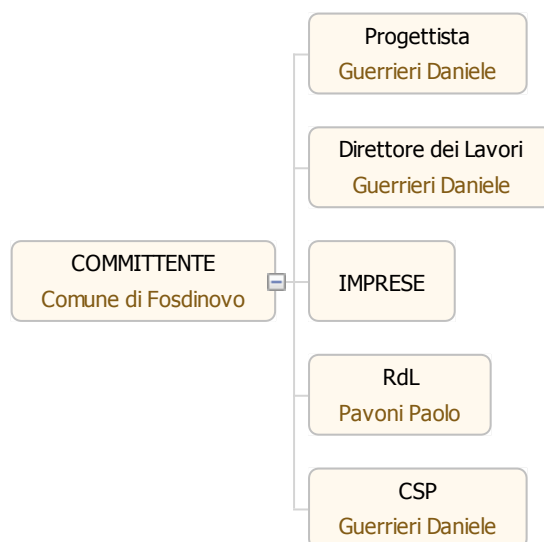 Progettista
Guerrieri Daniele
Direttore dei Lavori
Guerrieri Daniele
COMMITTENTE
Comune di Fosdinovo
IMPRESE
RdL
Pavoni Paolo
CSP
Guerrieri Daniele